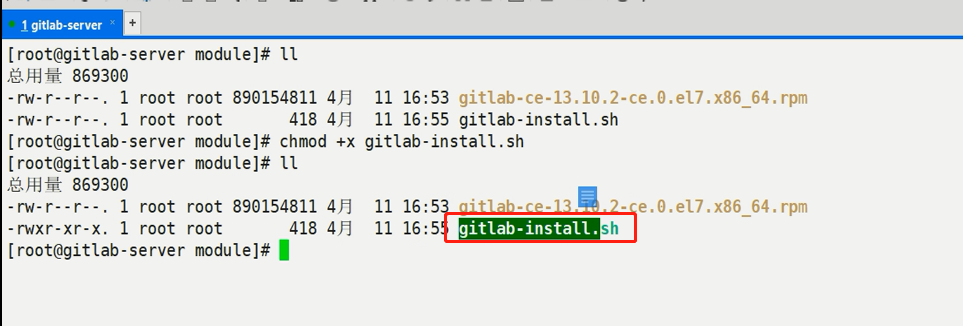 1 gitlab-server × +
[root@gitlab-server module]# ll
总用量 869300
-rw-r--r--. 1 root root 890154811 4月  11 16:53 gitlab-ce-13.10.2-ce.0.el7.x86_64.rpm
-rw-r--r--. 1 root root       418 4月  11 16:55 gitlab-install.sh
[root@gitlab-server module]# chmod +x gitlab-install.sh
[root@gitlab-server module]# ll
总用量 869300
-rw-r--r--. 1 root root 890154811 4月  11 16:53 gitlab-ce-13.10.2-ce.0.el7.x86_64.rpm
-rwxr-xr-x. 1 root root       418 4月  11 16:55 gitlab-install.sh
[root@gitlab-server module]#